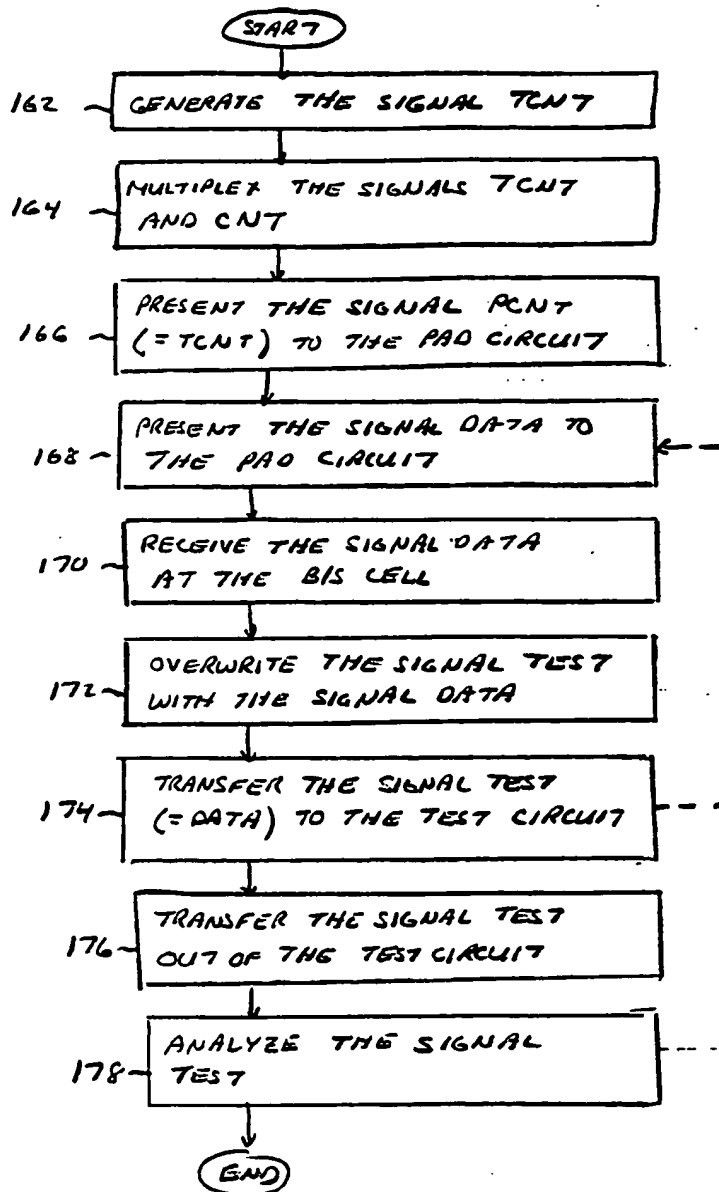 START
162 GENERATE THE SIGNAL TCNT
164 MULTIPLEX THE SIGNALS TCNT
AND CNT
166 PRESENT THE SIGNAL PCNT
(=TCNT) TO THE PAD CIRCUIT
168 PRESENT THE SIGNAL DATA TO
THE PAD CIRCUIT
170 RECEIVE THE SIGNAL DATA
AT THE B/S CELL
172 OVERWRITE THE SIGNAL TEST
WITH THE SIGNAL DATA
174 TRANSFER THE SIGNAL TEST
(=DATA) TO THE TEST CIRCUIT
176 TRANSFER THE SIGNAL TEST
OUT OF THE TEST CIRCUIT
178 ANALYZE THE SIGNAL
TEST
END